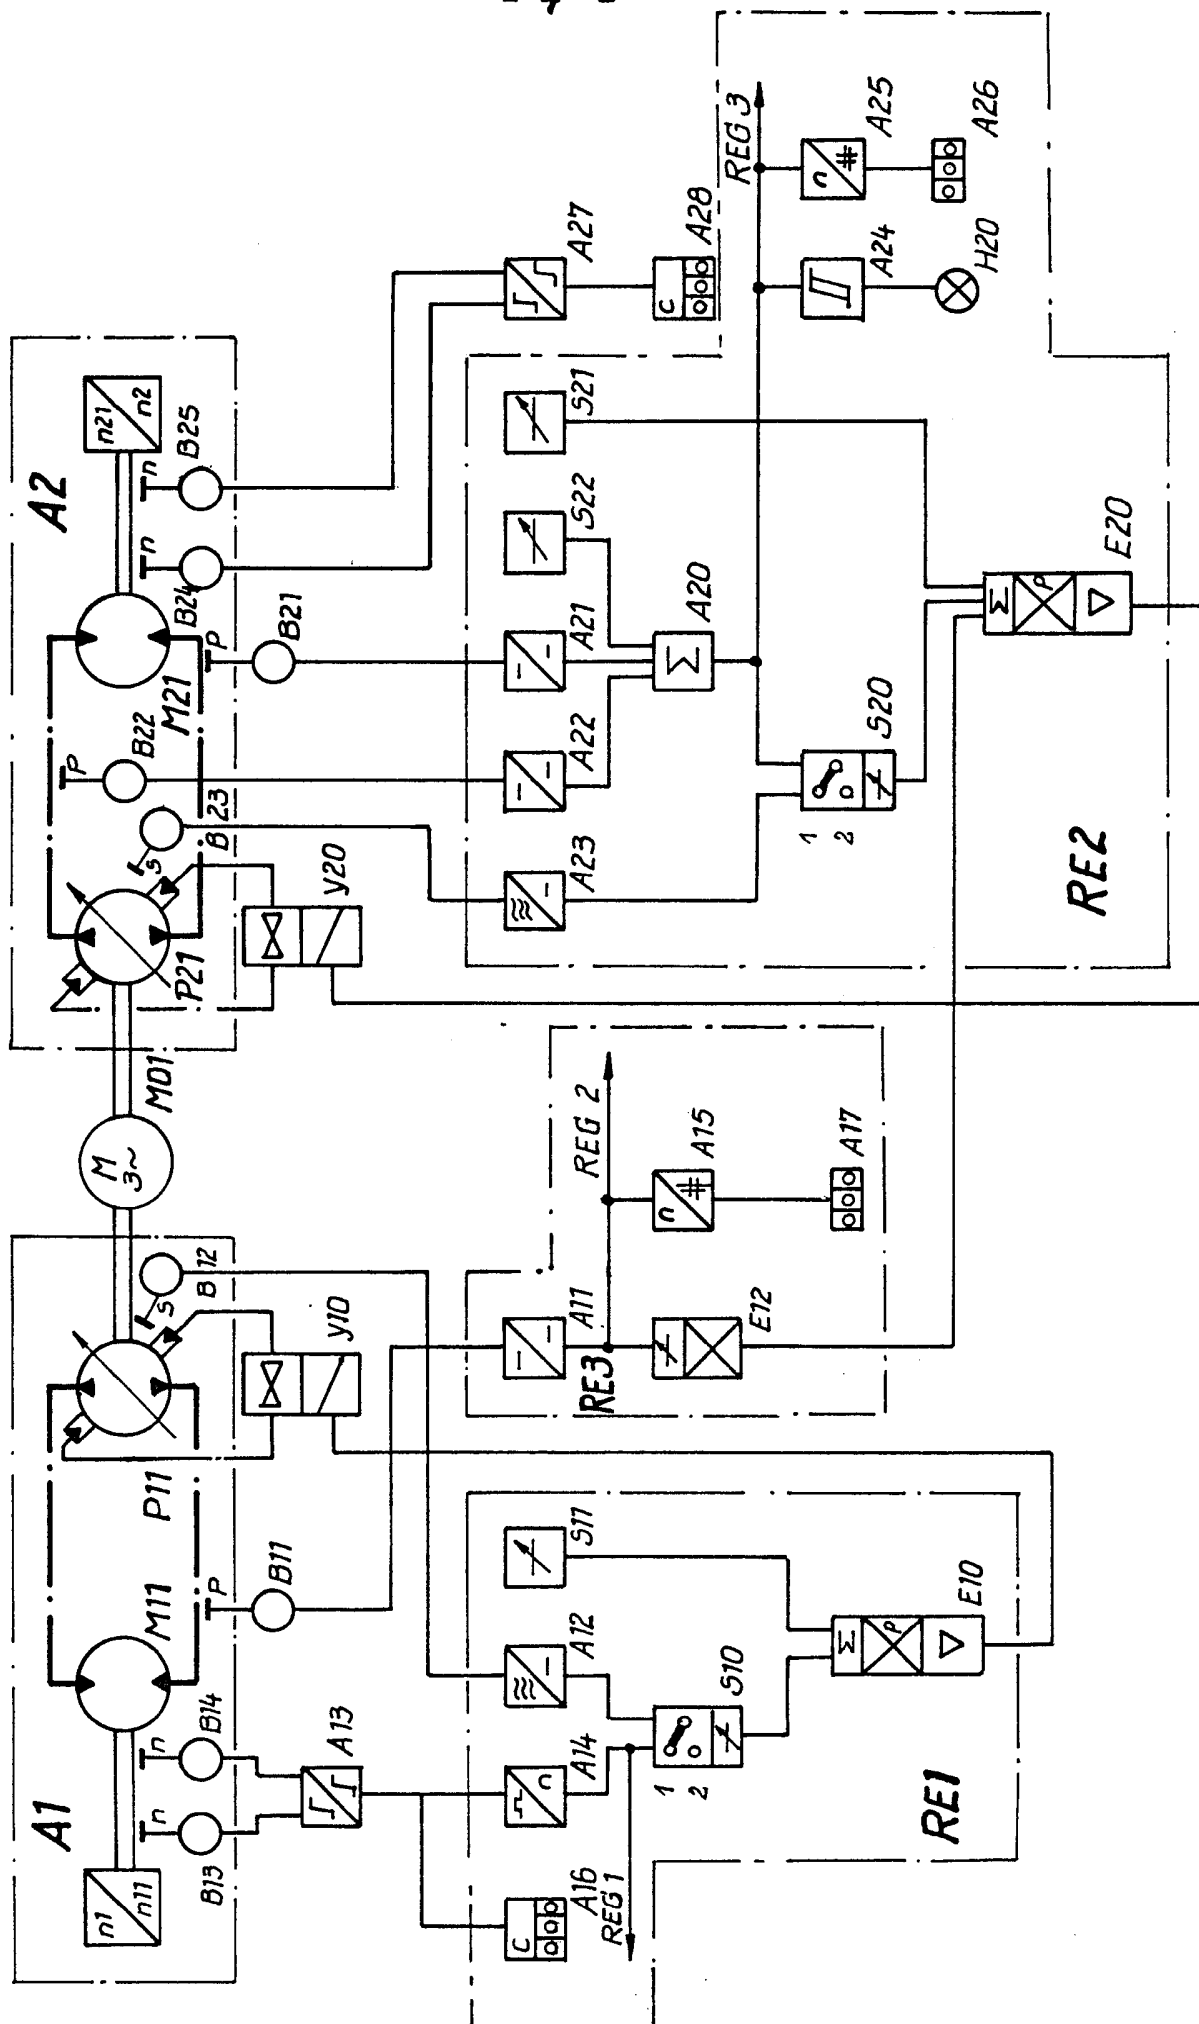 - 4 -
A1
n1
n11
B13
n
B14
n
M11
P11
P
B11
A13
A16
C
REG 1
A14
n
A12
S11
1
2
S10
Σ
P
E10
RE1
Y10
S
B 12
M
3~
M01
A11
RE3
REG 2
n
#
A15
A17
E12
A2
P21
Y20
S
B 23
P
B22
M21
P
B21
B24
n
B25
n
n21
n2
A27
C
A28
A23
A22
A21
S22
S21
Σ
A20
1
2
S20
REG 3
n
#
A25
A26
A24
H20
Σ
P
E20
RE2